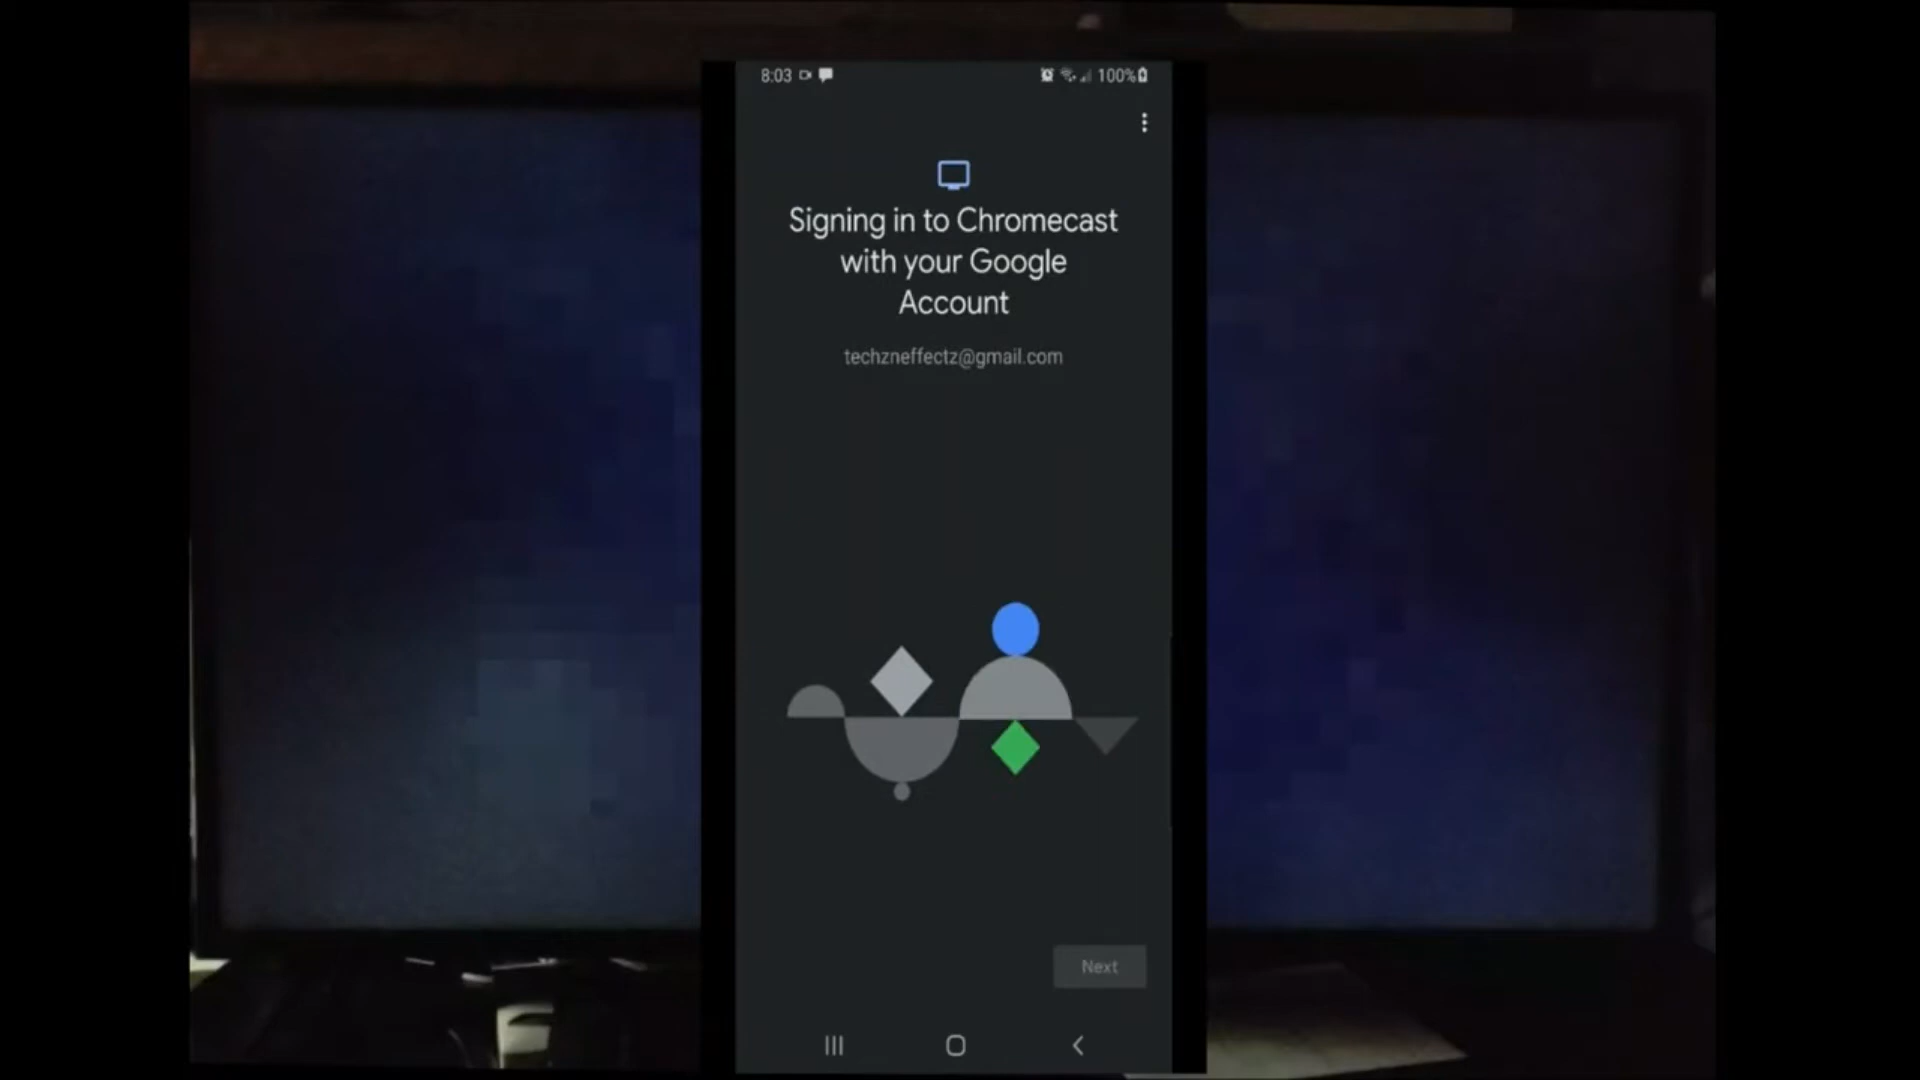 8:03
100%
Signing in to Chromecast
with your Google
Account
techzneffectz@gmail.com
Next